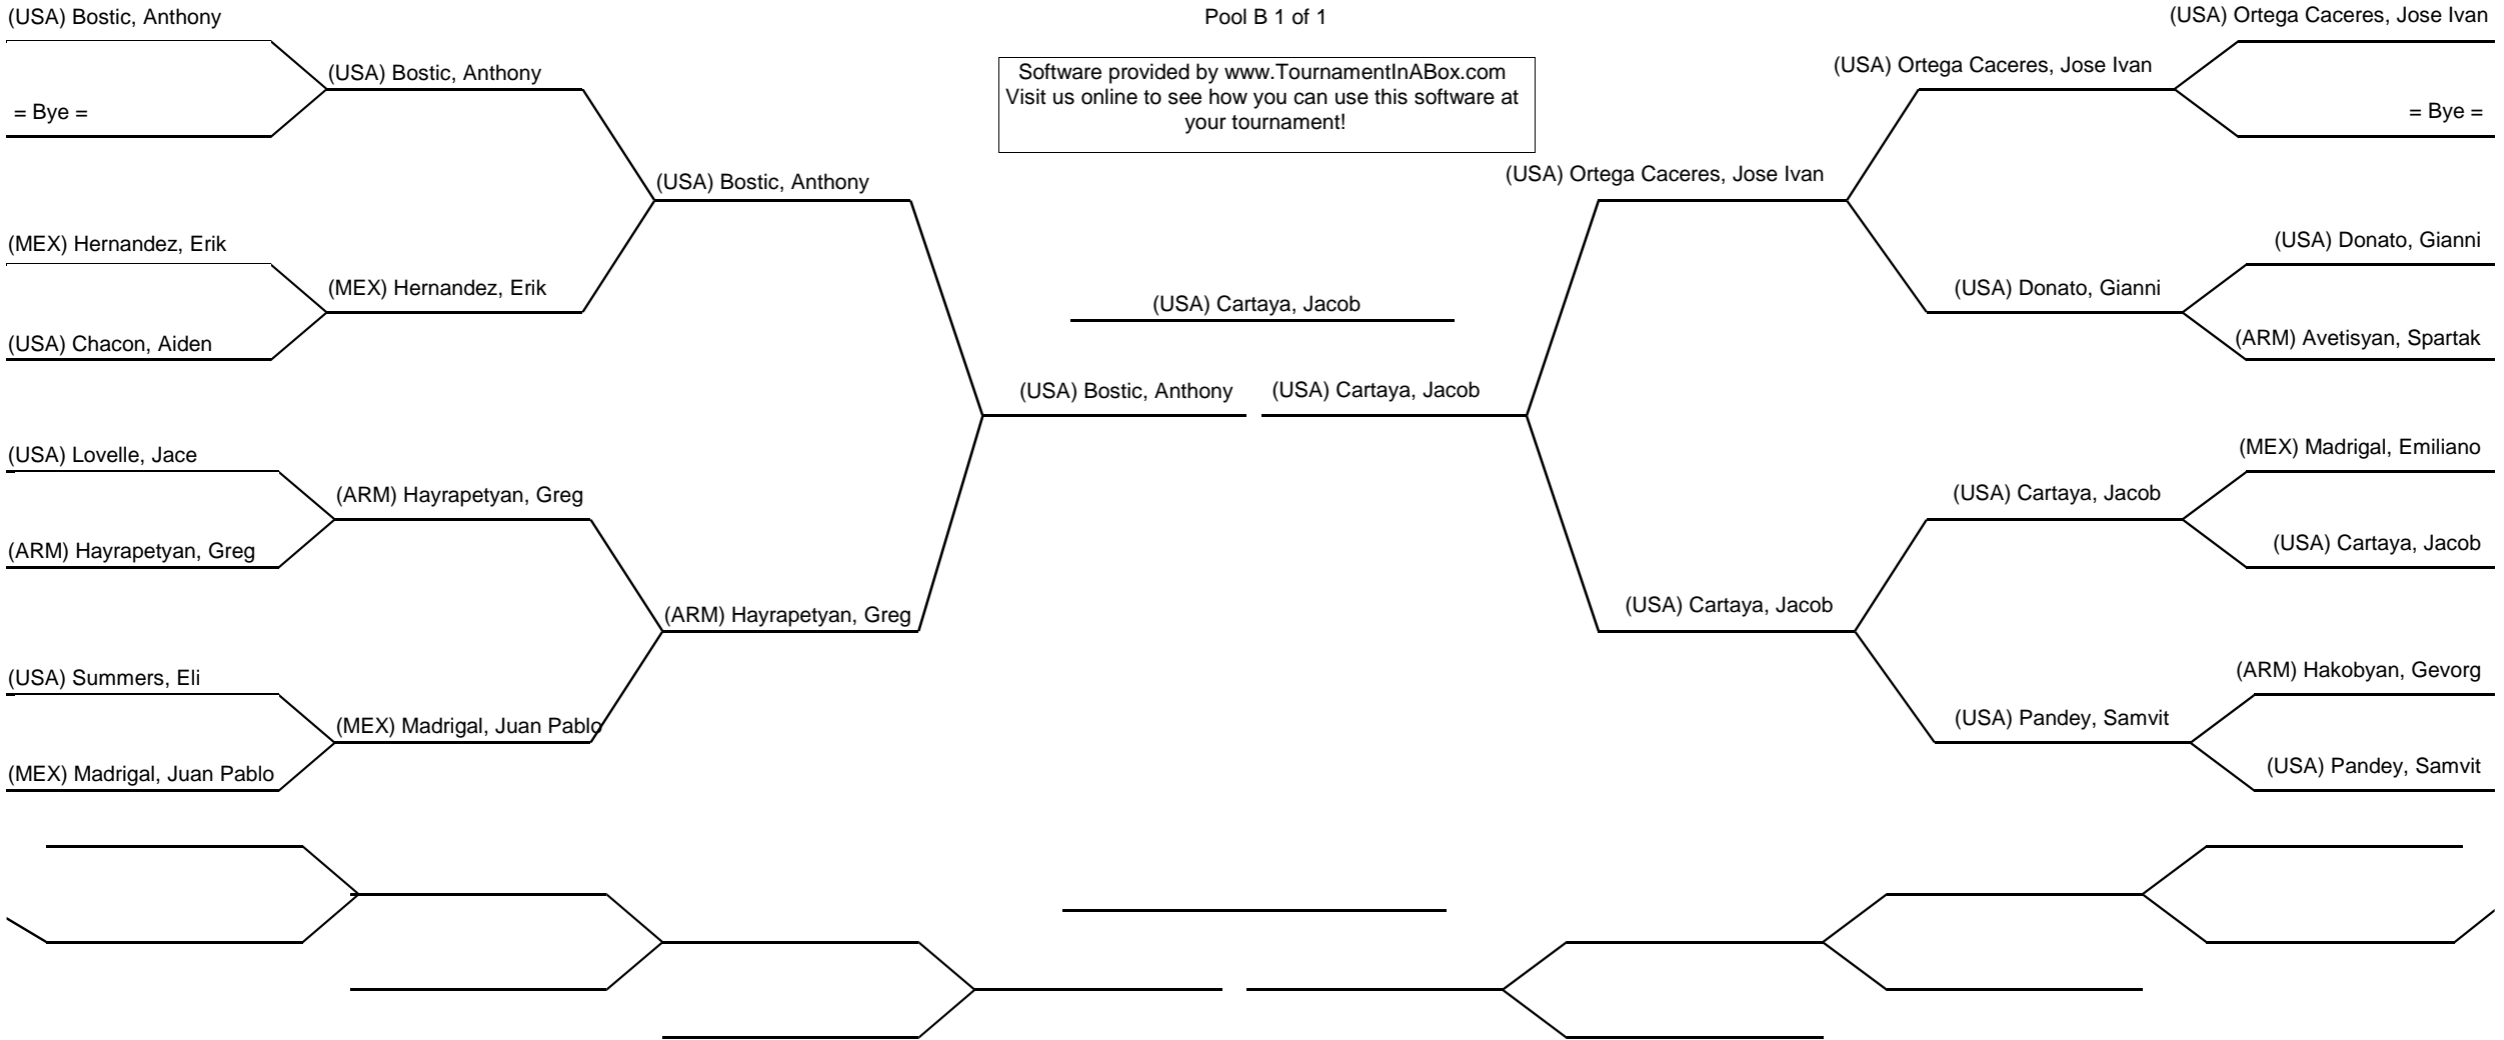 (USA) Bostic, Anthony
Pool B 1 of 1
(USA) Ortega Caceres, Jose Ivan
Software provided by www.TournamentInABox.com
Visit us online to see how you can use this software at
your tournament!
(USA) Bostic, Anthony
(USA) Ortega Caceres, Jose Ivan
= Bye =
= Bye =
(USA) Bostic, Anthony
(USA) Ortega Caceres, Jose Ivan
(MEX) Hernandez, Erik
(USA) Donato, Gianni
(MEX) Hernandez, Erik
(USA) Donato, Gianni
(USA) Cartaya, Jacob
(USA) Chacon, Aiden
(ARM) Avetisyan, Spartak
(USA) Bostic, Anthony
(USA) Cartaya, Jacob
(USA) Lovelle, Jace
(MEX) Madrigal, Emiliano
(ARM) Hayrapetyan, Greg
(USA) Cartaya, Jacob
(ARM) Hayrapetyan, Greg
(USA) Cartaya, Jacob
(ARM) Hayrapetyan, Greg
(USA) Cartaya, Jacob
(USA) Summers, Eli
(ARM) Hakobyan, Gevorg
(MEX) Madrigal, Juan Pablo
(USA) Pandey, Samvit
(MEX) Madrigal, Juan Pablo
(USA) Pandey, Samvit